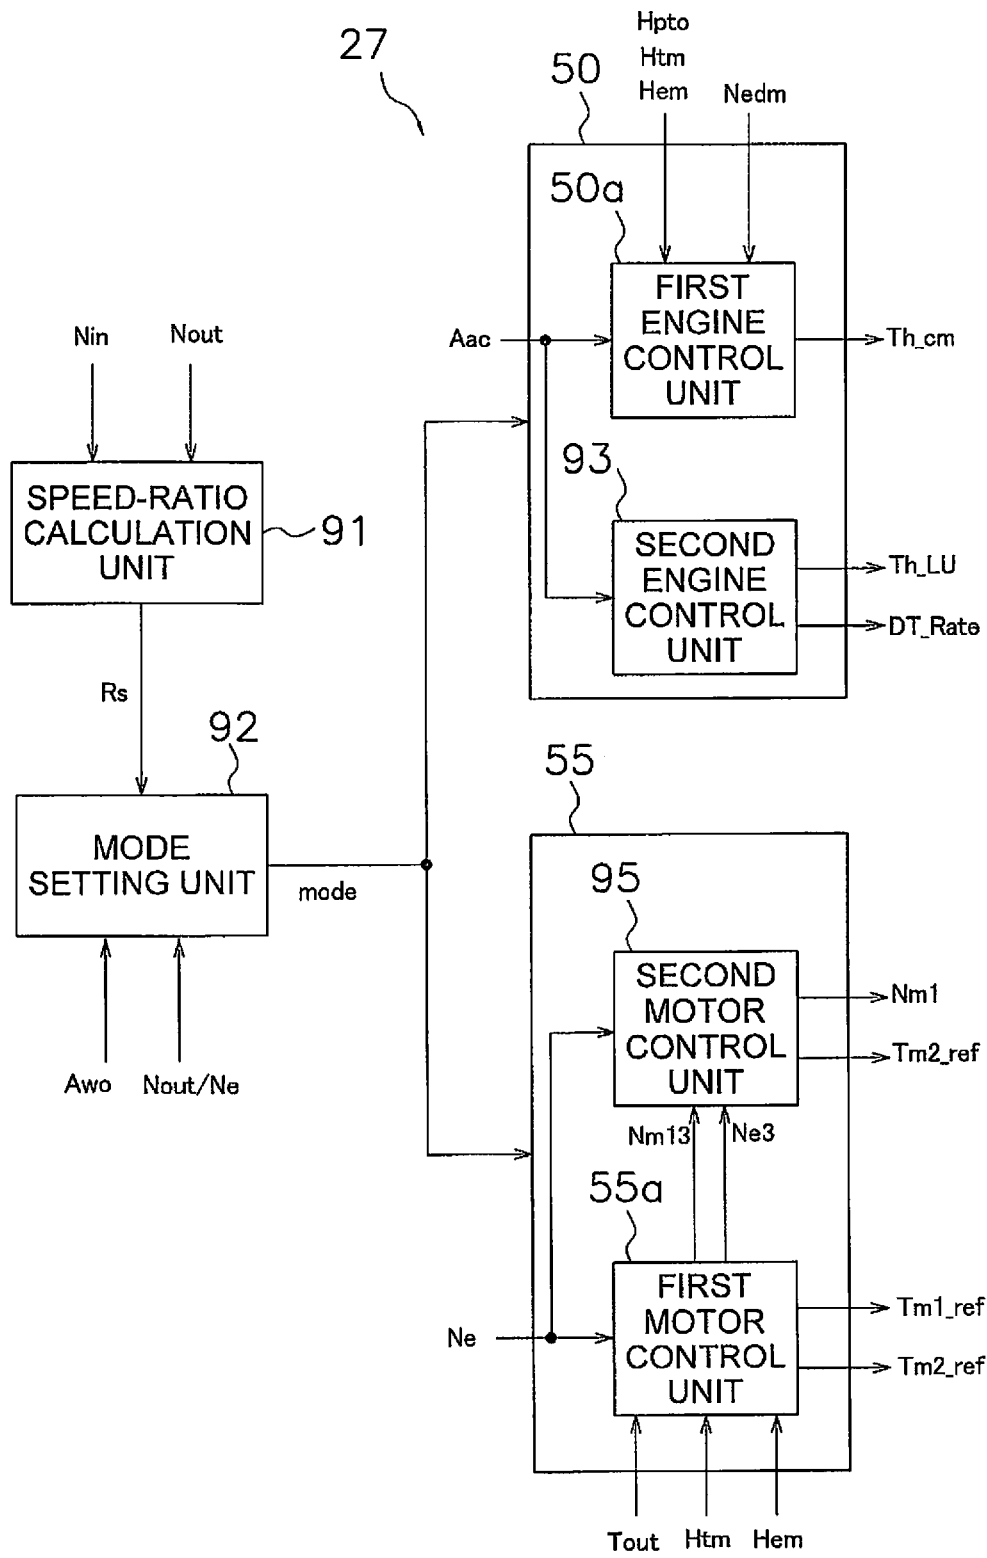 27
Hpto
Htm
Hem
Nedm
50
50a
FIRST
ENGINE
CONTROL
UNIT
Aac
Th_cm
93
SECOND
ENGINE
CONTROL
UNIT
Th_LU
DT_Rate
Nin
Nout
SPEED-RATIO
CALCULATION
UNIT
91
Rs
92
MODE
SETTING UNIT
mode
Awo
Nout/Ne
55
95
SECOND
MOTOR
CONTROL
UNIT
Nm1
Tm2_ref
Nm13
Ne3
55a
FIRST
MOTOR
CONTROL
UNIT
Ne
Tm1_ref
Tm2_ref
Tout
Htm
Hem